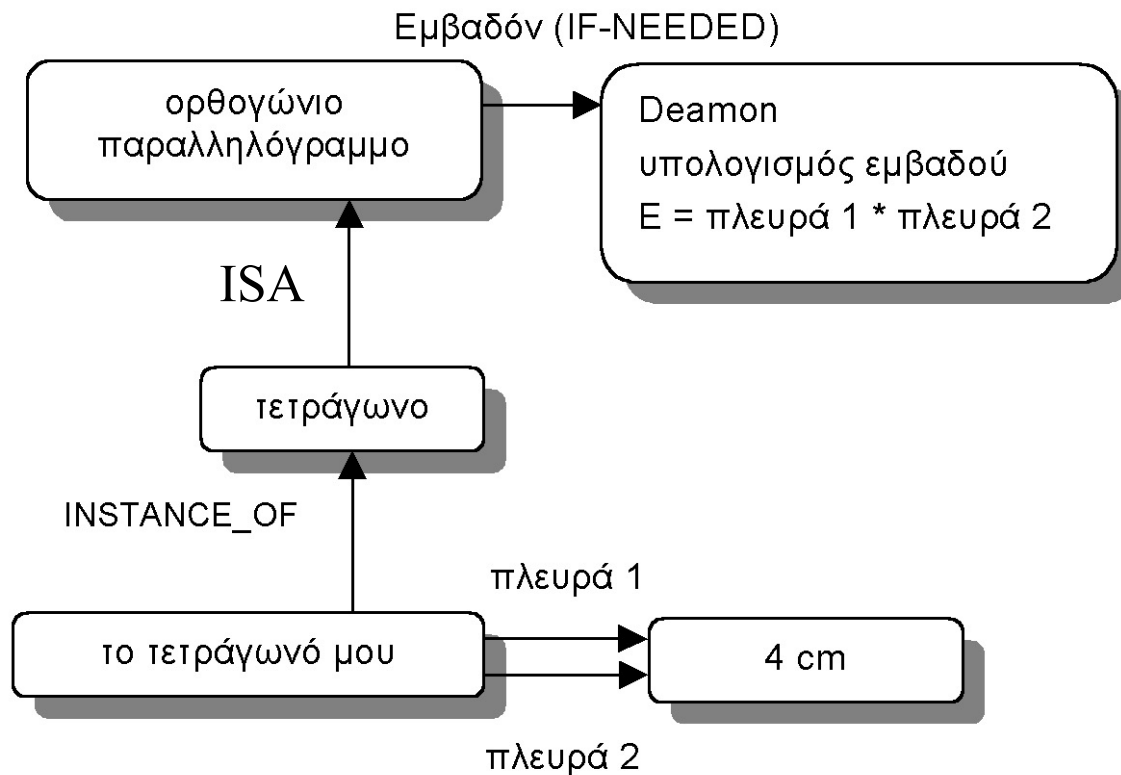 Εμβαδόν (IF-NEEDED)
ορθογώνιο
παραλληλόγραμμο
Deamon
υπολογισμός εμβαδού
E = πλευρά 1 * πλευρά 2
ISA
τετράγωνο
INSTANCE_OF
πλευρά 1
το τετράγωνό μου
4 cm
πλευρά 2